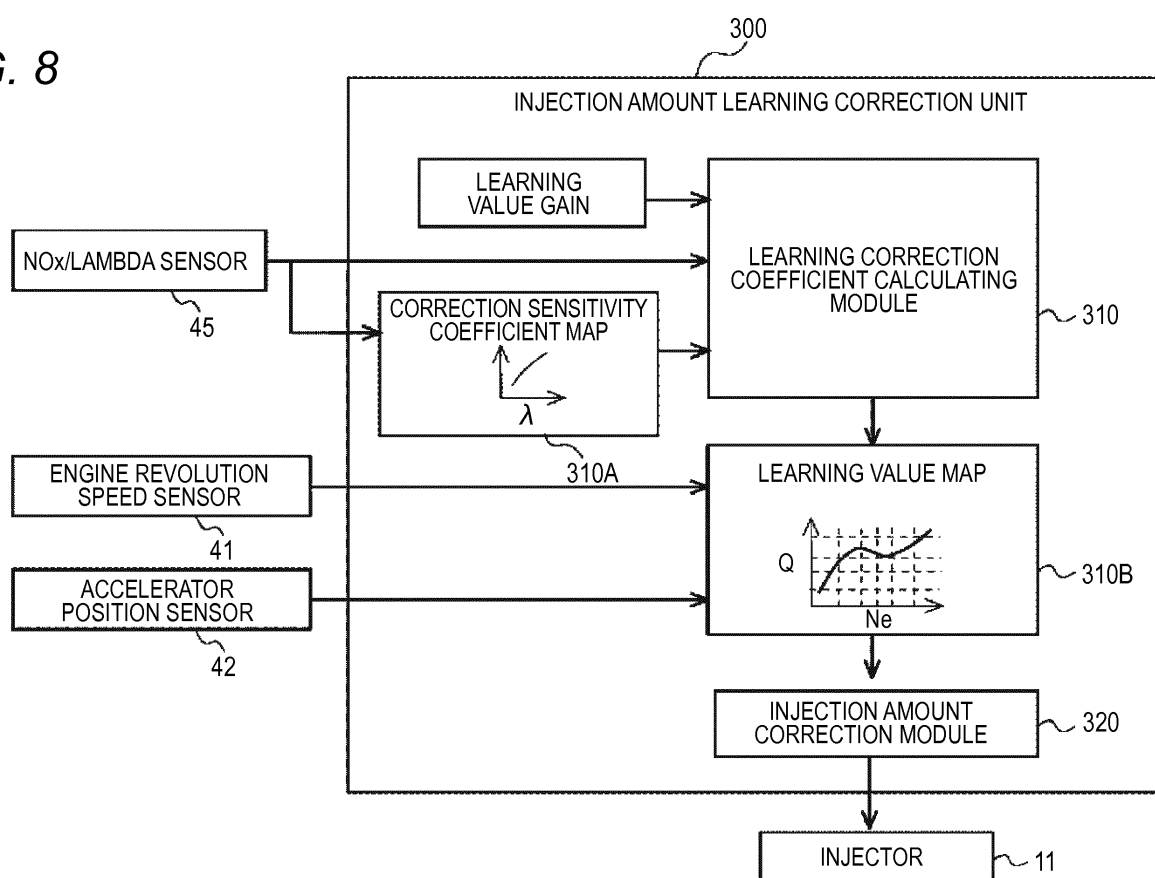 G. 8
300
INJECTION AMOUNT LEARNING CORRECTION UNIT
LEARNING
VALUE GAIN
NOx/LAMBDA SENSOR
45
LEARNING CORRECTION
COEFFICIENT CALCULATING
MODULE
310
CORRECTION SENSITIVITY
COEFFICIENT MAP
λ
310A
ENGINE REVOLUTION
SPEED SENSOR
41
LEARNING VALUE MAP
Q
Ne
310B
ACCELERATOR
POSITION SENSOR
42
INJECTION AMOUNT
CORRECTION MODULE
320
INJECTOR
11